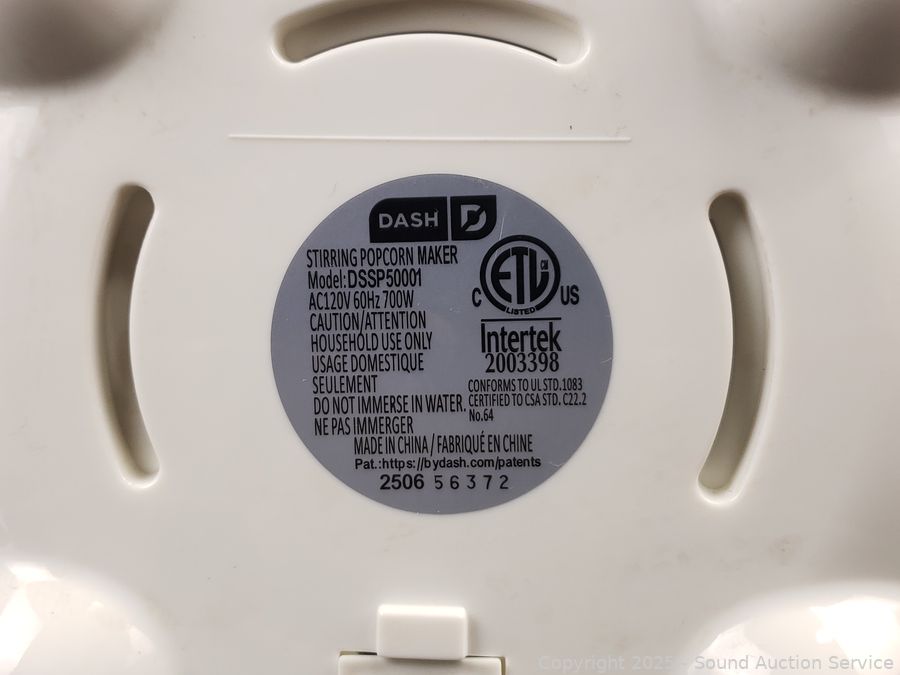 DASH
STIRRING POPCORN MAKER
Model:DSSP50001
AC120V 60Hz 700W
CAUTION/ATTENTION
HOUSEHOLD USE ONLY
USAGE DOMESTIQUE
SEULEMENT
DO NOT IMMERSE IN WATER.
NE PAS IMMERGER
ETL CM
LISTED
C US
Intertek
2003398
CONFORMS TO UL STD.1083
CERTIFIED TO CSA STD. C22.2
No.64
MADE IN CHINA / FABRIQUÉ EN CHINE
Pat.:https://bydash.com/patents
2506 56372
Copyright 2025 - Sound Auction Service